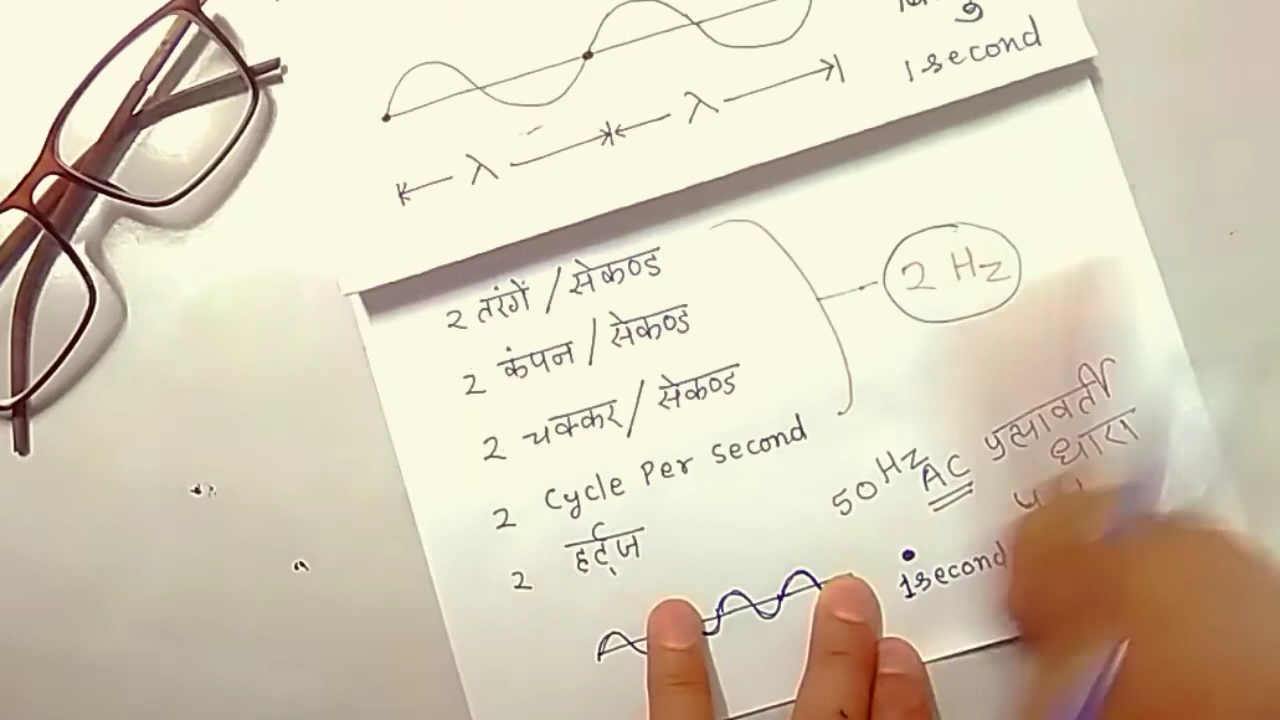 1 second
λ λ
2 तरंगें / सेकण्ड
2 कंपन / सेकण्ड
2 चक्कर / सेकण्ड
2 Cycle Per second
2 हर्ट्ज
2 Hz
50 Hz AC प्रत्यावर्ती
धारा
1 second